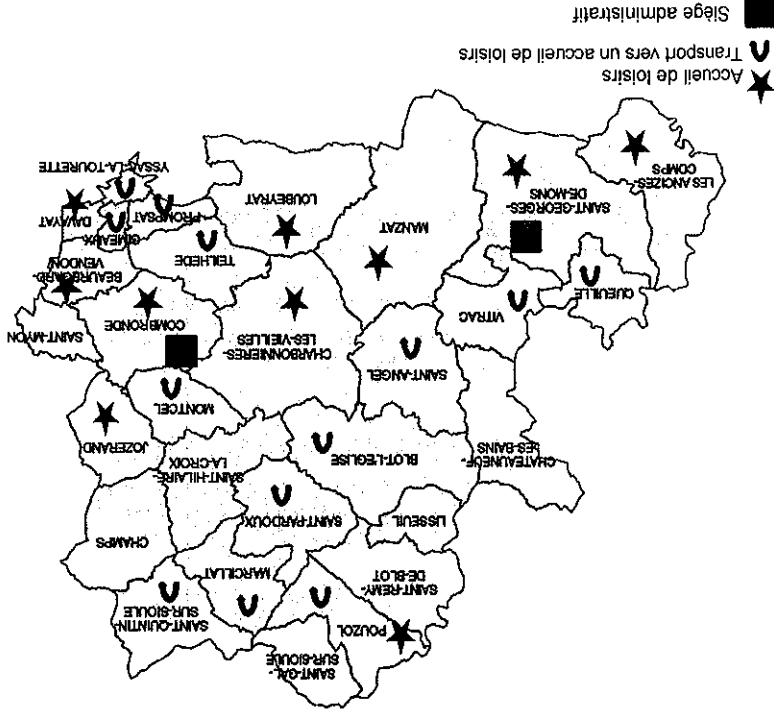 SAINT-GAL-
SUR-SIOULE
POUZOL
SAINT-QUINTIN-
SUR-SIOULE
SAINT-REMY-
DE-BLOT
MARCILLAT
CHAMPS
LISSEUIL
SAINT-PARDOUX
SAINT-HILAIRE-
LA-CROIX
CHATEAUNEUF-
LES-BAINS
BLOT-L'EGLISE
JOZERAND
MONTCEL
SAINT-ANGEL
CHARBONNIERES-
LES-VIEILLES
SAINT-MYON
COMBRONDE
VITRAC
QUEUILLE
BEAUREGARD-
VENDON
TEILHEDE
GIMEAUX
MANZAT
DAVAYAT
PROMPSAT
SAINT-GEORGES-
DE-MONS
LOUBEYRAT
LES ANCIZES-
COMPS
YSSAC-LA-TOURETTE
Accueil de loisirs
Transport vers un accueil de loisirs
Siège administratif